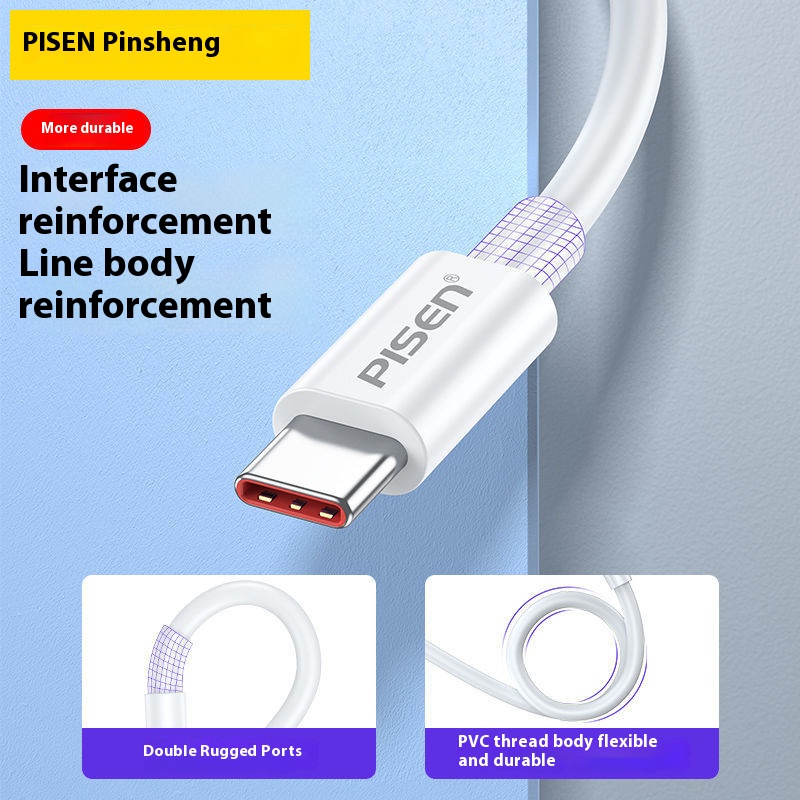 PISEN Pinsheng
More durable
Interface
reinforcement
Line body
reinforcement
PISEN®
Double Rugged Ports
PVC thread body flexible
and durable